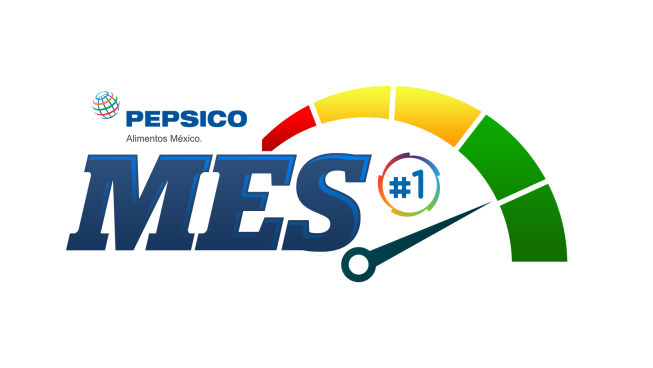 PEPSICO
Alimentos México.
MES
#1